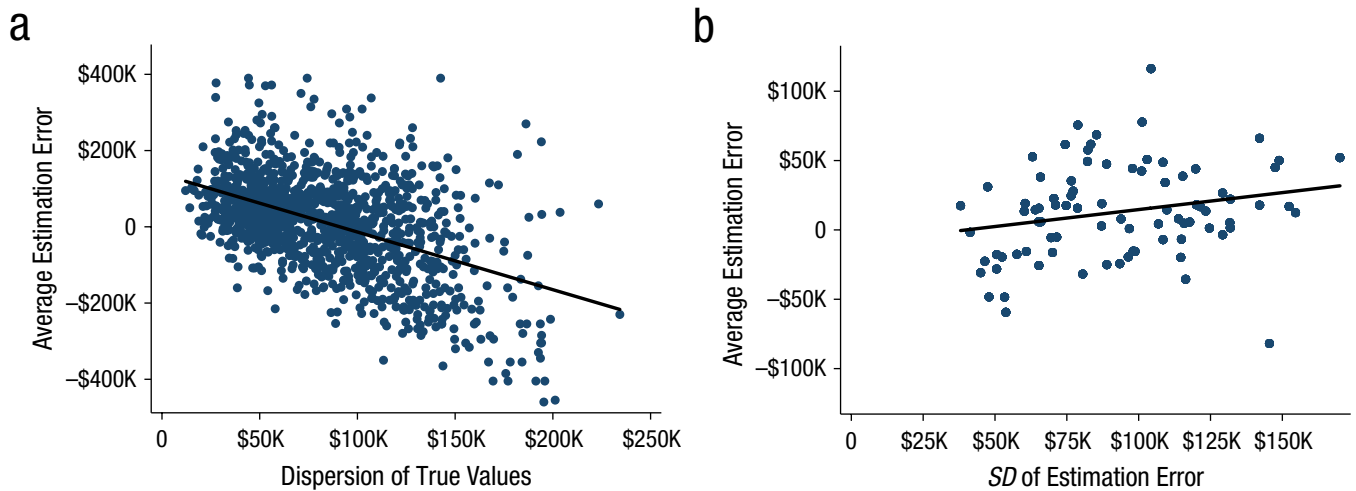 a
Average Estimation Error
$400K
$200K
0
–$200K
–$400K
0 $50K $100K $150K $200K $250K
Dispersion of True Values
b
Average Estimation Error
$100K
$50K
0
–$50K
–$100K
0 $25K $50K $75K $100K $125K $150K
SD of Estimation Error